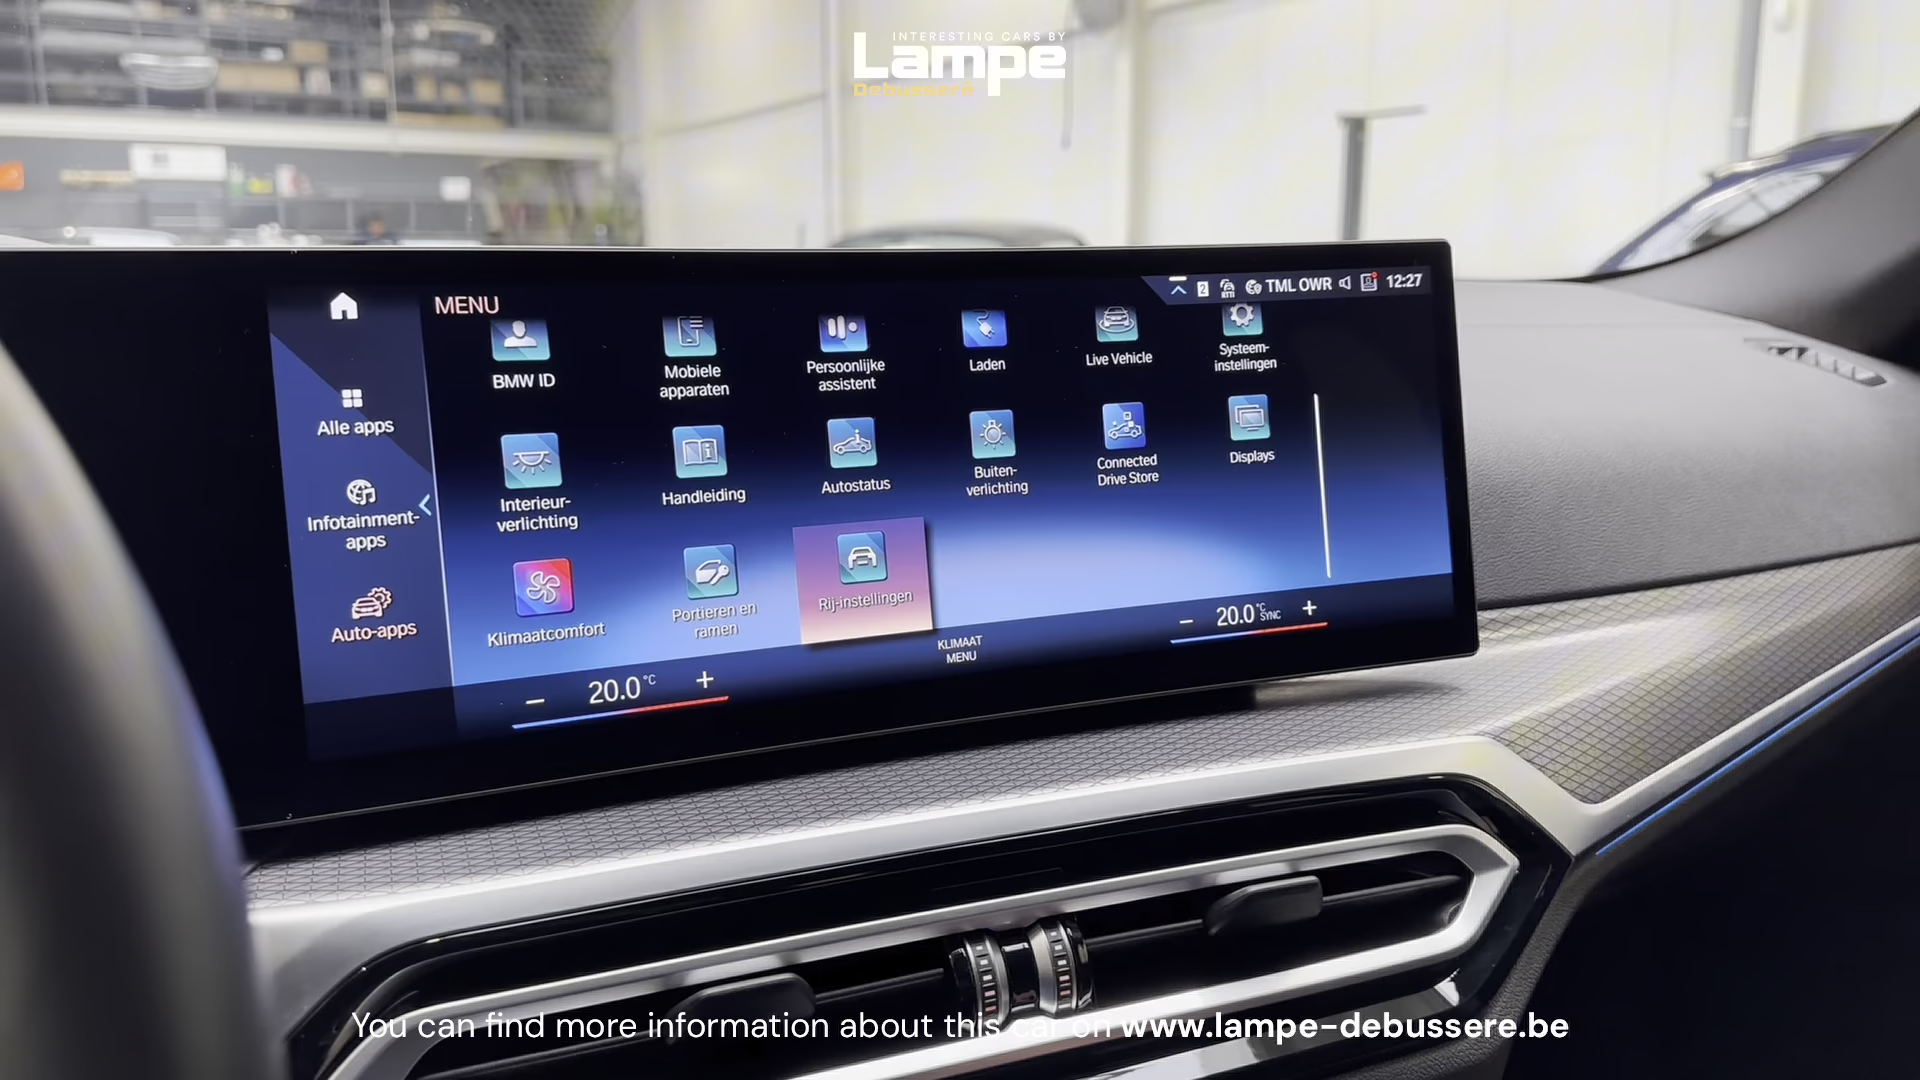 INTERESTING CARS BY
Lampe
Debusseré
MENU
2
RTTI
TML OWR
12:27
BMW ID
Mobiele
apparaten
Persoonlijke
assistent
Laden
Live Vehicle
Systeem-
instellingen
Alle apps
Infotainment-
apps
Auto-apps
Interieur-
verlichting
Handleiding
Autostatus
Buiten-
verlichting
Connected
Drive Store
Displays
Klimaatcomfort
Portieren en
ramen
Rij-instellingen
– 20.0 °C +
KLIMAAT
MENU
– 20.0 °C SYNC +
You can find more information about this car on www.lampe-debussere.be